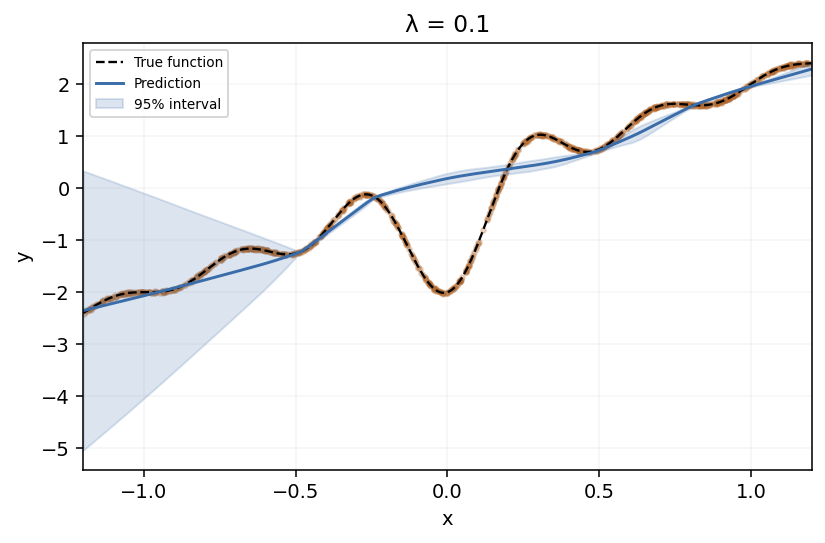 λ = 0.1
True function
Prediction
95% interval
y
2
1
0
−1
−2
−3
−4
−5
−1.0 −0.5 0.0 0.5 1.0
x